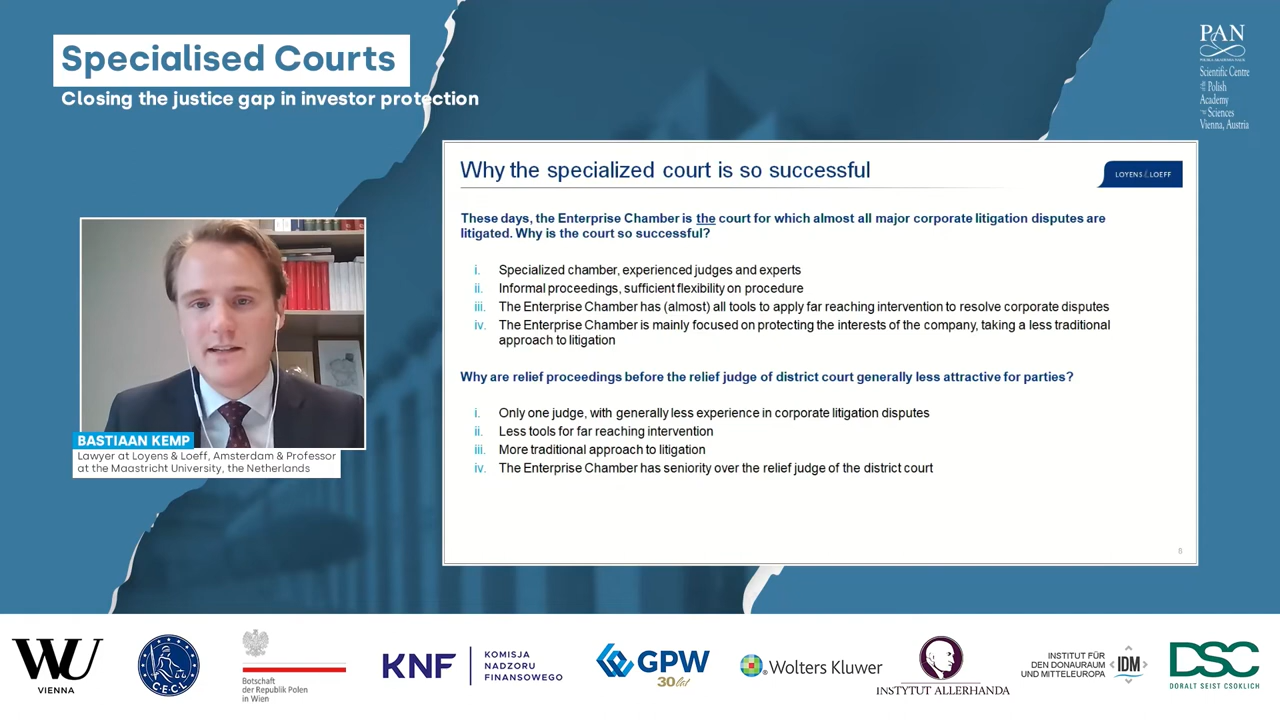 Specialised Courts
Closing the justice gap in investor protection
PAN
POLSKA AKADEMIA NAUK
Scientific Centre
of the Polish
Academy
of Sciences
Vienna, Austria
Why the specialized court is so successful
LOYENS & LOEFF
These days, the Enterprise Chamber is the court for which almost all major corporate litigation disputes are
litigated. Why is the court so successful?
i. Specialized chamber, experienced judges and experts
ii. Informal proceedings, sufficient flexibility on procedure
iii. The Enterprise Chamber has (almost) all tools to apply far reaching intervention to resolve corporate disputes
iv. The Enterprise Chamber is mainly focused on protecting the interests of the company, taking a less traditional
approach to litigation
Why are relief proceedings before the relief judge of district court generally less attractive for parties?
i. Only one judge, with generally less experience in corporate litigation disputes
ii. Less tools for far reaching intervention
iii. More traditional approach to litigation
iv. The Enterprise Chamber has seniority over the relief judge of the district court
BASTIAAN KEMP
Lawyer at Loyens & Loeff, Amsterdam & Professor
at the Maastricht University, the Netherlands
WU
VIENNA
C·E·C·L
Botschaft
der Republik Polen
in Wien
KNF
KOMISJA
NADZORU
FINANSOWEGO
GPW
30 lat
Wolters Kluwer
INSTYTUT ALLERHANDA
INSTITUT FÜR
DEN DONAURAUM
UND MITTELEUROPA
IDM
DSC
DORALT SEIST CSOKLICH